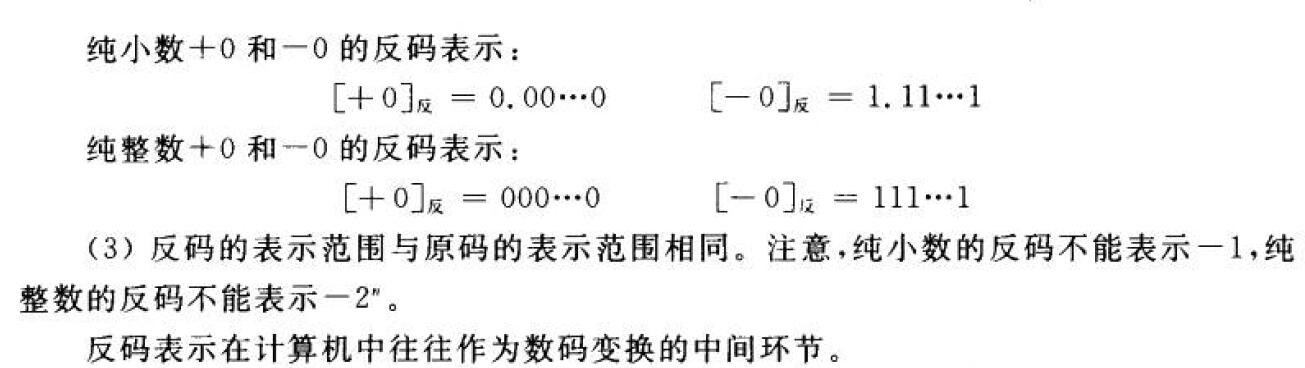 纯小数+0 和-0 的反码表示：
[+0]反 = 0.00…0 [-0]反 = 1.11…1
纯整数+0 和-0 的反码表示：
[+0]反 = 000…0 [-0]反 = 111…1
（3）反码的表示范围与原码的表示范围相同。注意，纯小数的反码不能表示-1，纯
整数的反码不能表示-2ⁿ。
反码表示在计算机中往往作为数码变换的中间环节。